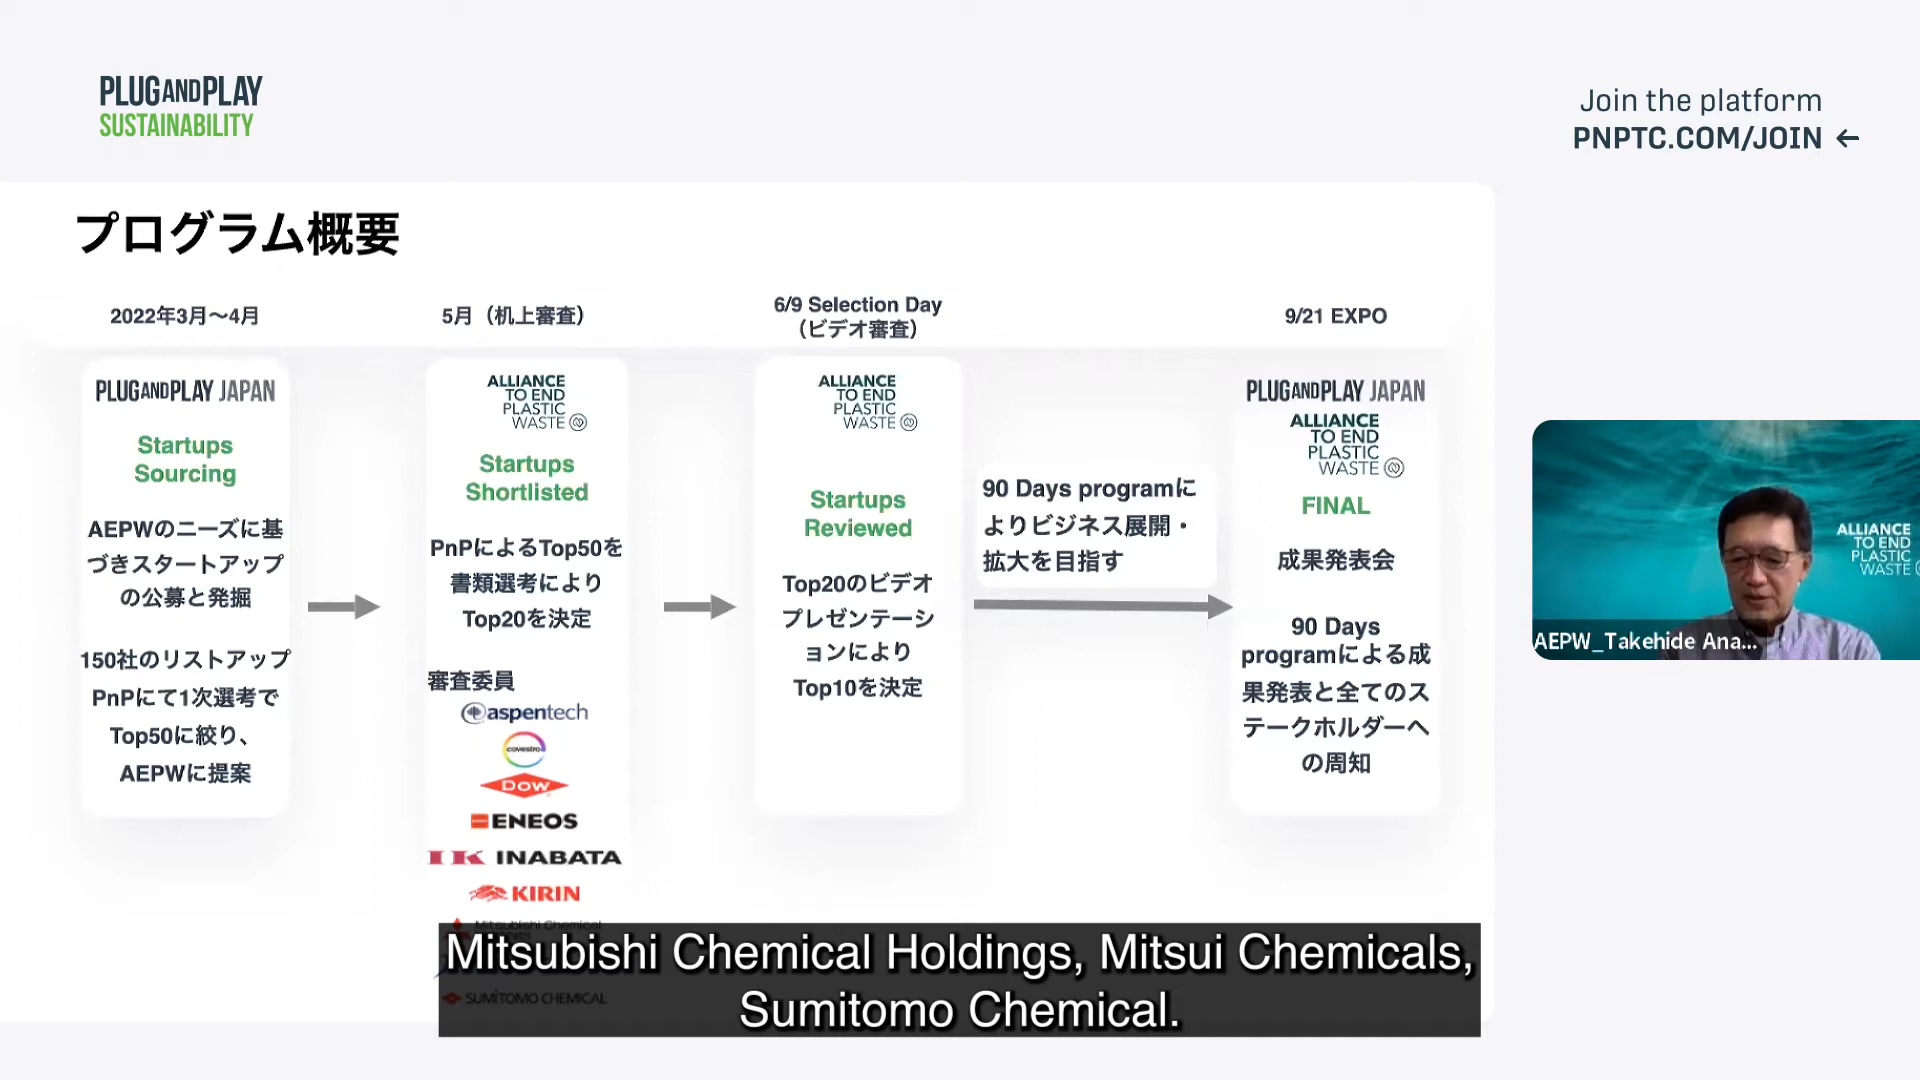 PLUGANDPLAY
SUSTAINABILITY
Join the platform
PNPTC.COM/JOIN ←
プログラム概要
2022年3月〜4月
PLUGANDPLAY JAPAN
Startups
Sourcing
AEPWのニーズに基
づきスタートアップ
の公募と発掘
150社のリストアップ
PnPにて1次選考で
Top50に絞り、
AEPWに提案
5月（机上審査）
ALLIANCE
TO END
PLASTIC
WASTE
Startups
Shortlisted
PnPによるTop50を
書類選考により
Top20を決定
審査委員
aspentech
covestro
DOW
ENEOS
IK INABATA
KIRIN
Mitsubishi Chemical
SUMITOMO CHEMICAL
6/9 Selection Day
（ビデオ審査）
ALLIANCE
TO END
PLASTIC
WASTE
Startups
Reviewed
Top20のビデオ
プレゼンテーシ
ョンにより
Top10を決定
90 Days programに
よりビジネス展開・
拡大を目指す
9/21 EXPO
PLUGANDPLAY JAPAN
ALLIANCE
TO END
PLASTIC
WASTE
FINAL
成果発表会
90 Days
programによる成
果発表と全てのス
テークホルダーへ
の周知
ALLIANCE
TO END
PLASTIC
WASTE
AEPW_Takehide Ana...
Mitsubishi Chemical Holdings, Mitsui Chemicals,
Sumitomo Chemical.